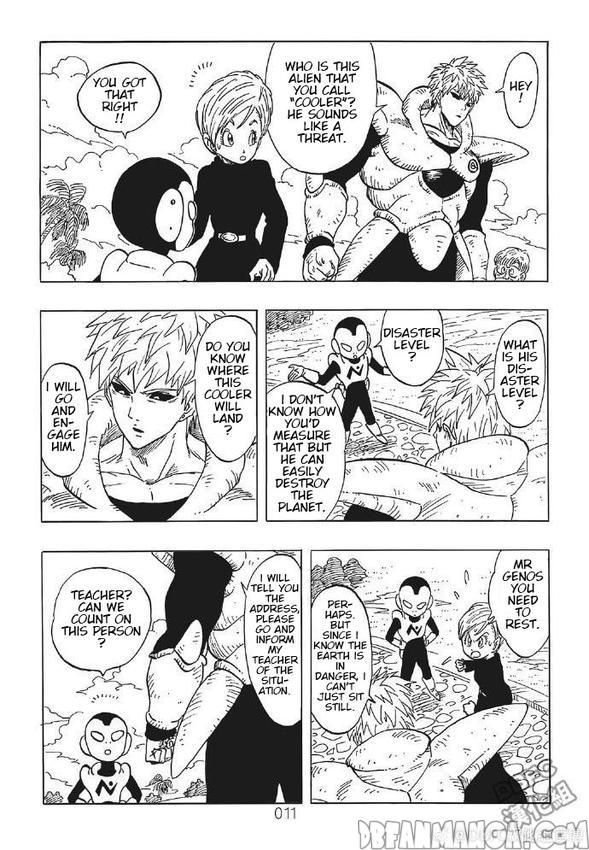 HEY!
WHO IS THIS
ALIEN THAT
YOU CALL
"COOLER"?
HE SOUNDS
LIKE A
THREAT.
YOU GOT
THAT
RIGHT
!!
WHAT
IS HIS
DIS-
ASTER
LEVEL?
DISASTER
LEVEL
?
I DON'T
KNOW HOW
YOU'D
MEASURE
THAT BUT
HE CAN
EASILY
DESTROY
THE
PLANET.
DO YOU
KNOW
WHERE
THIS
COOLER
WILL
LAND
?
I WILL
GO
AND
EN-
GAGE
HIM.
MR
GENOS
YOU
NEED
TO
REST.
PER-
HAPS.
BUT
SINCE I
KNOW
THE
EARTH IS
IN
DANGER, I
CAN'T
JUST SIT
STILL.
I WILL
TELL YOU
THE
ADDRESS,
PLEASE
GO AND
INFORM
MY
TEACHER
OF THE
SITU-
ATION.
TEACHER?
CAN WE
COUNT ON
THIS PERSON
?
011
漢化組
DBFANMANGA.COM